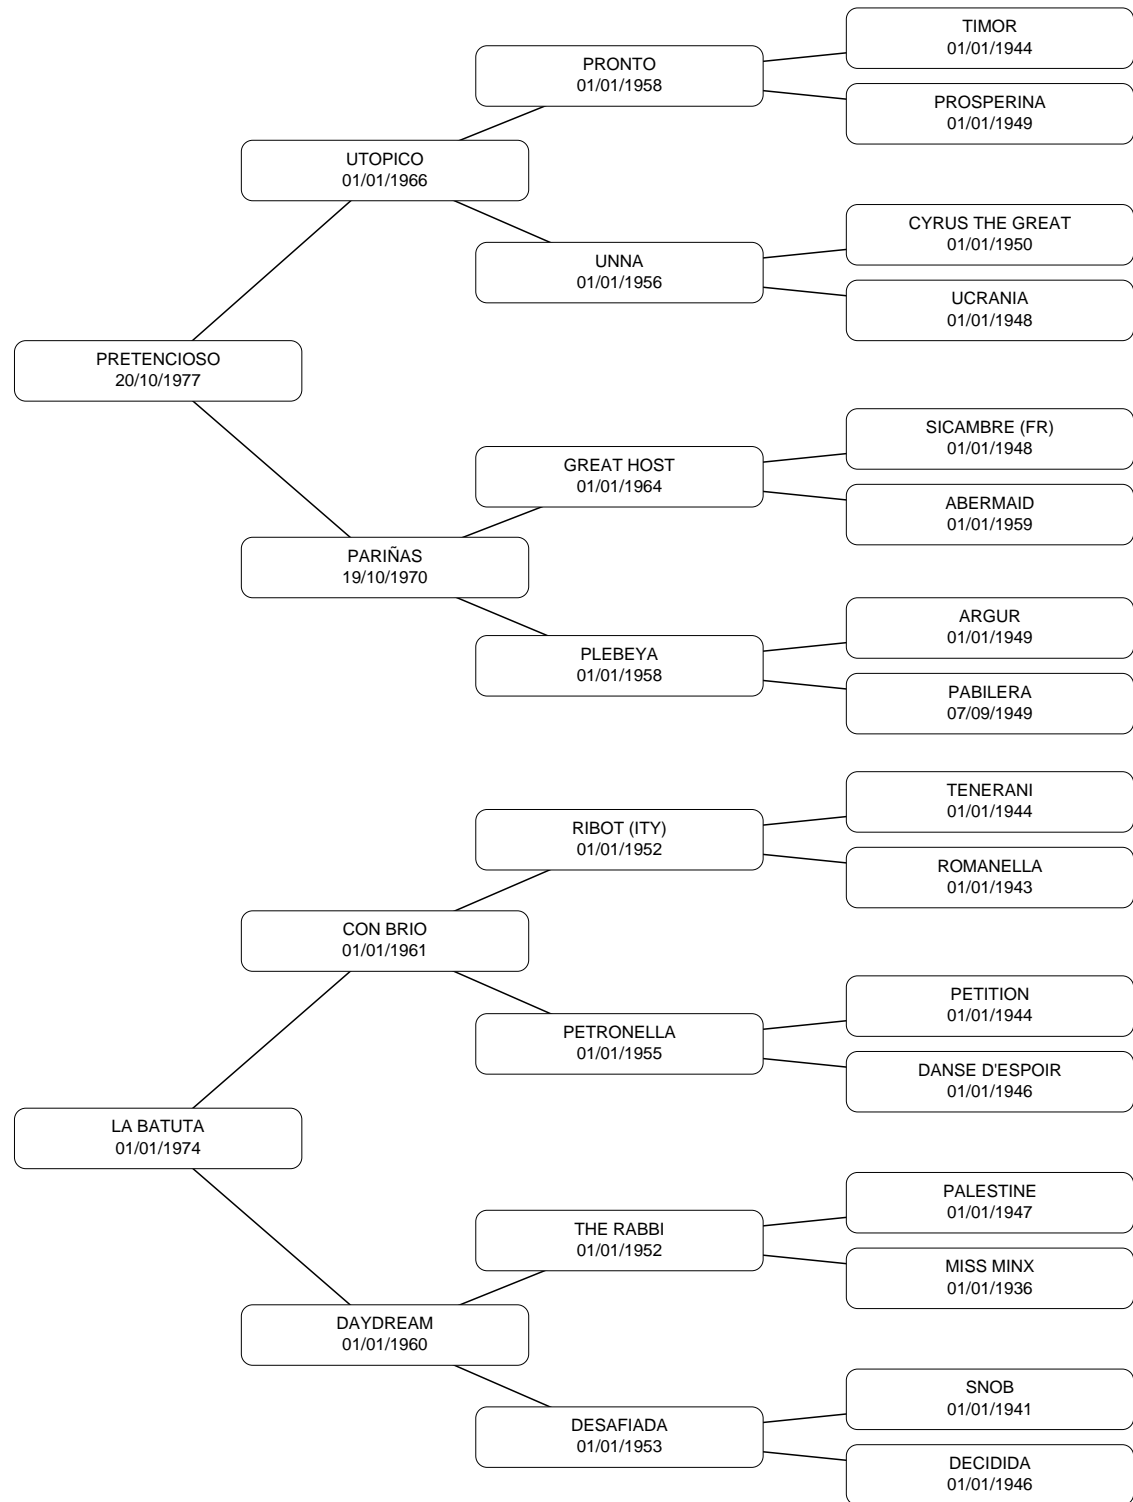 TIMOR
01/01/1944
PRONTO
01/01/1958
PROSPERINA
01/01/1949
UTOPICO
01/01/1966
CYRUS THE GREAT
01/01/1950
UNNA
01/01/1956
UCRANIA
01/01/1948
PRETENCIOSO
20/10/1977
SICAMBRE (FR)
01/01/1948
GREAT HOST
01/01/1964
ABERMAID
01/01/1959
PARIÑAS
19/10/1970
ARGUR
01/01/1949
PLEBEYA
01/01/1958
PABILERA
07/09/1949
TENERANI
01/01/1944
RIBOT (ITY)
01/01/1952
ROMANELLA
01/01/1943
CON BRIO
01/01/1961
PETITION
01/01/1944
PETRONELLA
01/01/1955
DANSE D'ESPOIR
01/01/1946
LA BATUTA
01/01/1974
PALESTINE
01/01/1947
THE RABBI
01/01/1952
MISS MINX
01/01/1936
DAYDREAM
01/01/1960
SNOB
01/01/1941
DESAFIADA
01/01/1953
DECIDIDA
01/01/1946